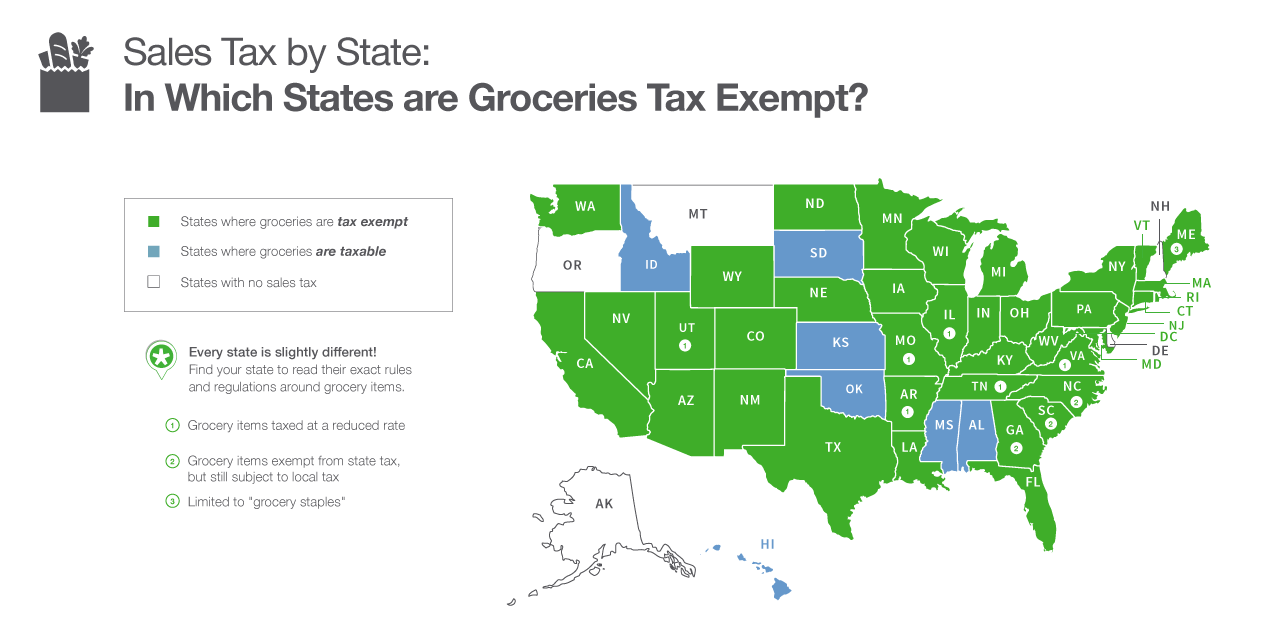 Sales Tax by State:
In Which States are Groceries Tax Exempt?
States where groceries are tax exempt
States where groceries are taxable
States with no sales tax
Every state is slightly different!
Find your state to read their exact rules
and regulations around grocery items.
1 Grocery items taxed at a reduced rate
2 Grocery items exempt from state tax,
but still subject to local tax
3 Limited to "grocery staples"
WA
MT
ND
MN
NH
VT
ME
3
OR
ID
SD
WI
MI
NY
WY
NE
IA
MA
RI
CT
NJ
DC
DE
MD
NV
UT
1
CO
KS
MO
1
IL
1
IN
OH
PA
WV
VA
1
KY
CA
AZ
NM
OK
AR
1
TN 1
NC
2
SC
2
MS
AL
GA
2
TX
LA
FL
AK
HI